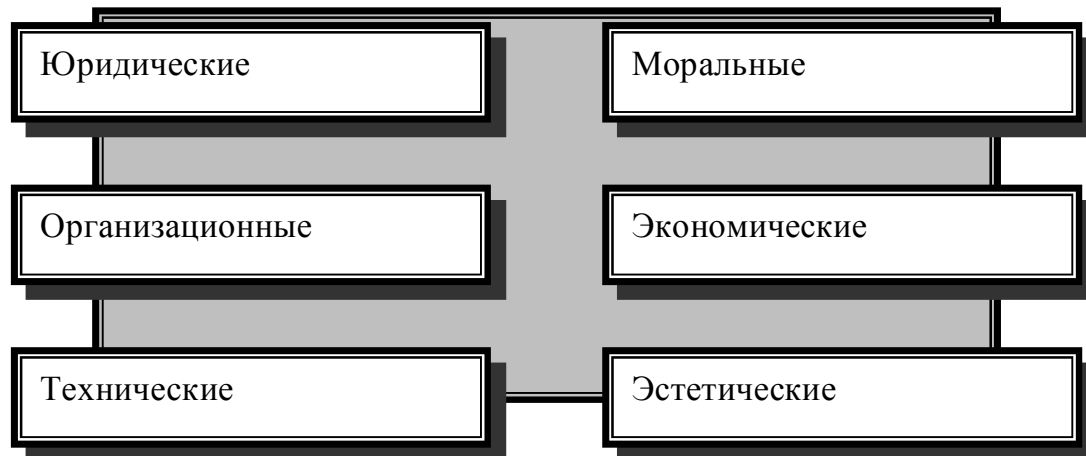 Юридические
Моральные
Организационные
Экономические
Технические
Эстетические